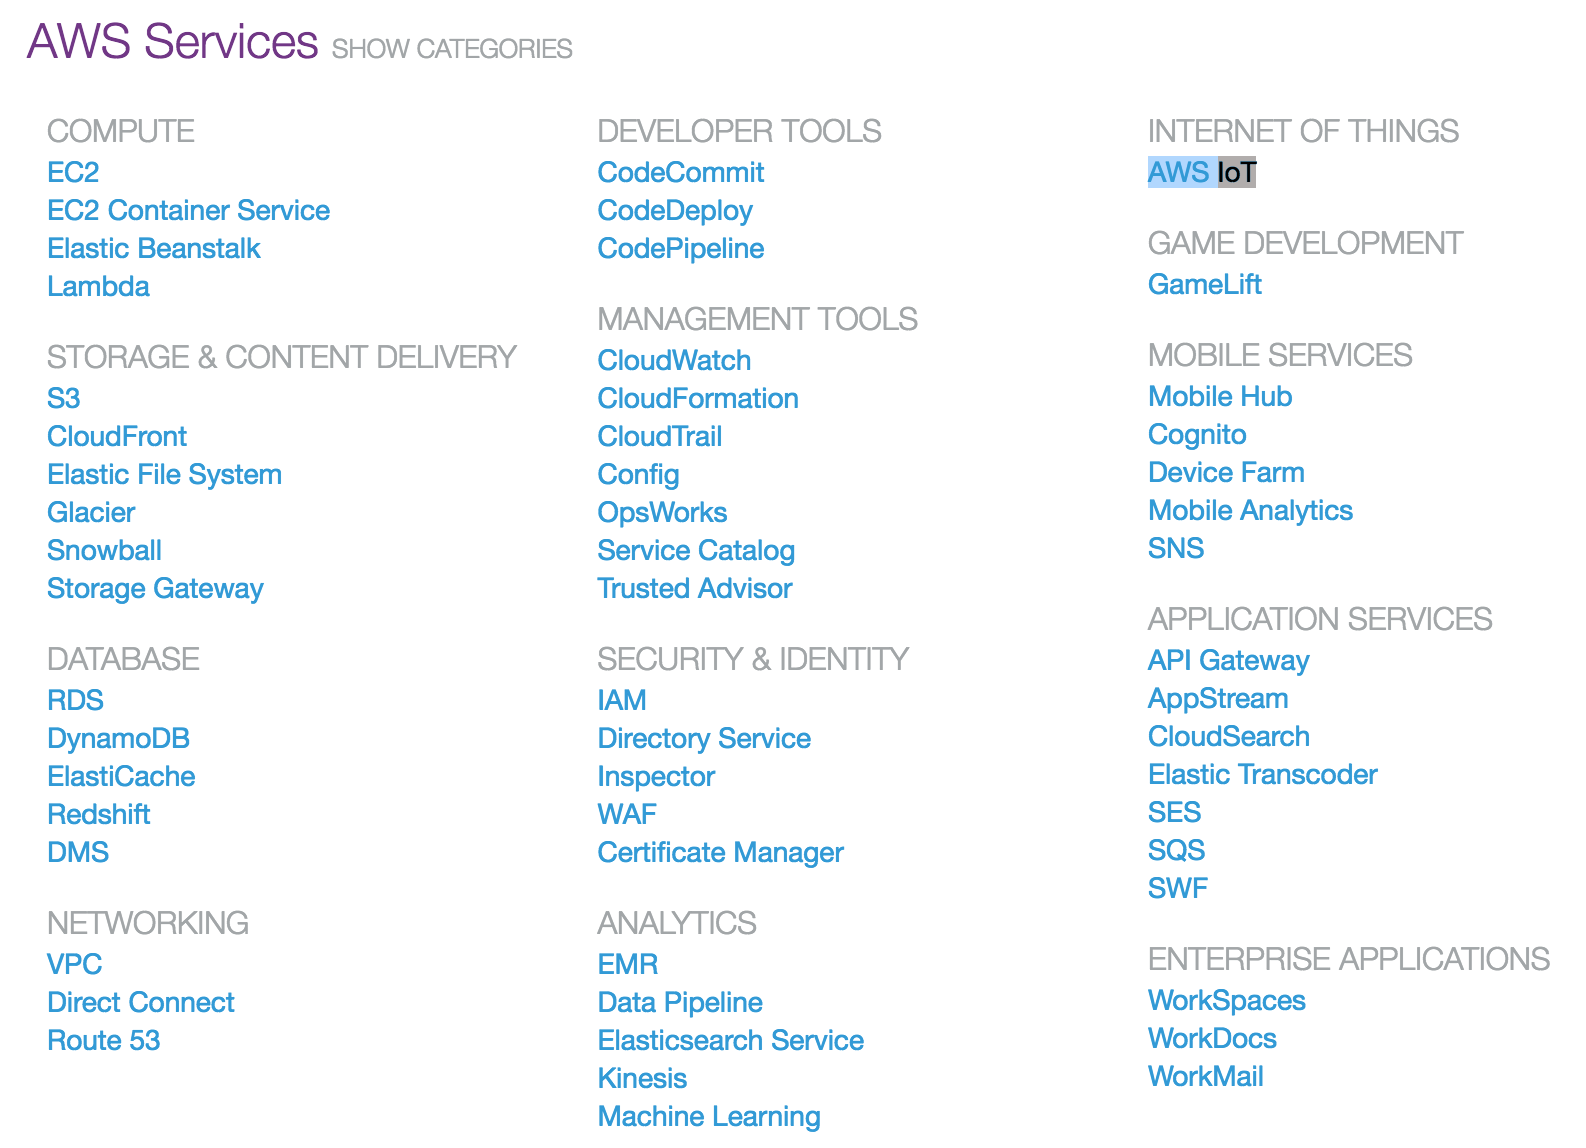 AWS Services SHOW CATEGORIES
COMPUTE
EC2
EC2 Container Service
Elastic Beanstalk
Lambda
STORAGE & CONTENT DELIVERY
S3
CloudFront
Elastic File System
Glacier
Snowball
Storage Gateway
DATABASE
RDS
DynamoDB
ElastiCache
Redshift
DMS
NETWORKING
VPC
Direct Connect
Route 53
DEVELOPER TOOLS
CodeCommit
CodeDeploy
CodePipeline
MANAGEMENT TOOLS
CloudWatch
CloudFormation
CloudTrail
Config
OpsWorks
Service Catalog
Trusted Advisor
SECURITY & IDENTITY
IAM
Directory Service
Inspector
WAF
Certificate Manager
ANALYTICS
EMR
Data Pipeline
Elasticsearch Service
Kinesis
Machine Learning
INTERNET OF THINGS
AWS IoT
GAME DEVELOPMENT
GameLift
MOBILE SERVICES
Mobile Hub
Cognito
Device Farm
Mobile Analytics
SNS
APPLICATION SERVICES
API Gateway
AppStream
CloudSearch
Elastic Transcoder
SES
SQS
SWF
ENTERPRISE APPLICATIONS
WorkSpaces
WorkDocs
WorkMail